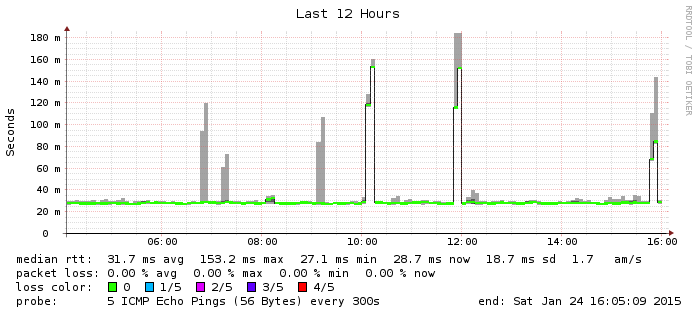 Last 12 Hours
RRDTOOL / TOBI OETIKER
Seconds
180 m
160 m
140 m
120 m
100 m
80 m
60 m
40 m
20 m
0
06:00 08:00 10:00 12:00 14:00 16:00
median rtt: 31.7 ms avg 153.2 ms max 27.1 ms min 28.7 ms now 18.7 ms sd 1.7 am/s
packet loss: 0.00 % avg 0.00 % max 0.00 % min 0.00 % now
loss color: 0 1/5 2/5 3/5 4/5
probe: 5 ICMP Echo Pings (56 Bytes) every 300s end: Sat Jan 24 16:05:09 2015